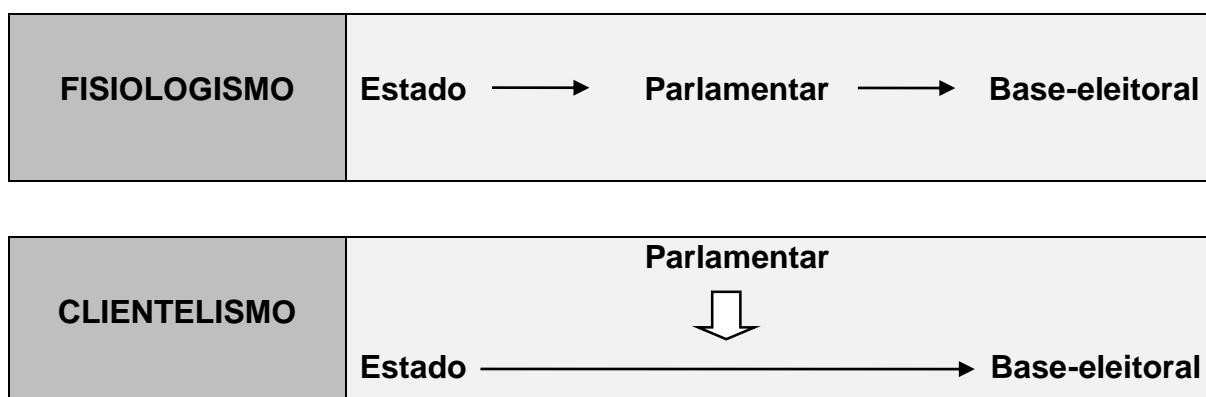 FISIOLOGISMO
Estado Parlamentar Base-eleitoral
Parlamentar
CLIENTELISMO
Estado Base-eleitoral